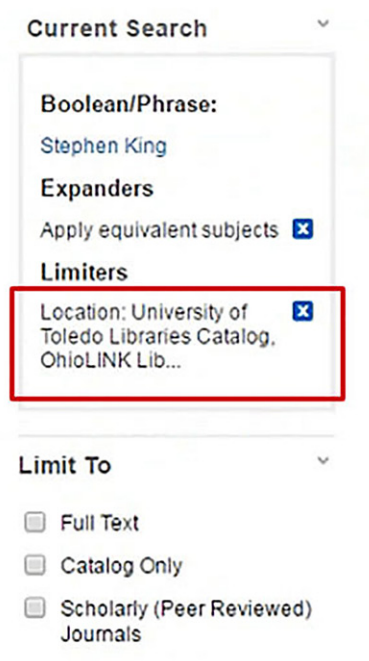 Current Search
Boolean/Phrase:
Stephen King
Expanders
Apply equivalent subjects
Limiters
Location: University of
Toledo Libraries Catalog,
OhioLINK Lib...
Limit To
Full Text
Catalog Only
Scholarly (Peer Reviewed)
Journals